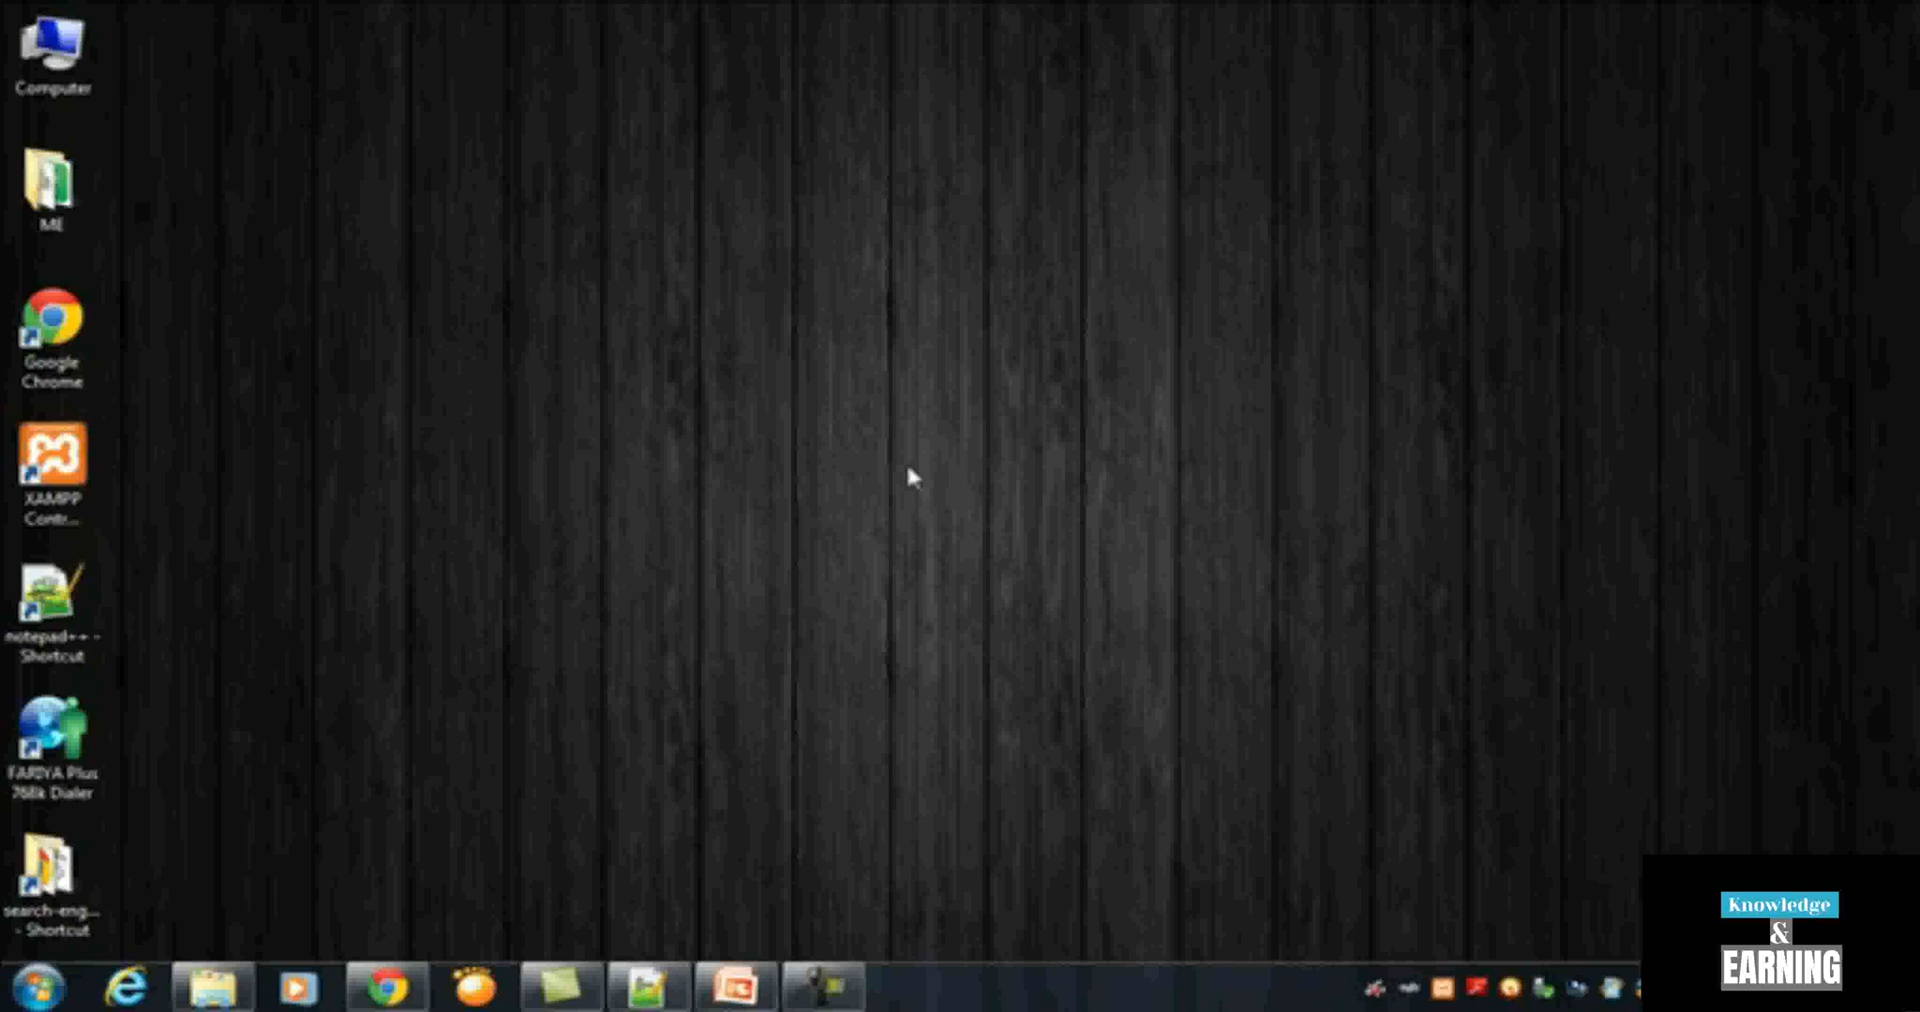 Computer
ME
Google
Chrome
XAMPP
Contr...
notepad++ -
Shortcut
FARIYA Plus
768k Dialer
search-eng...
- Shortcut
Knowledge
&
EARNING